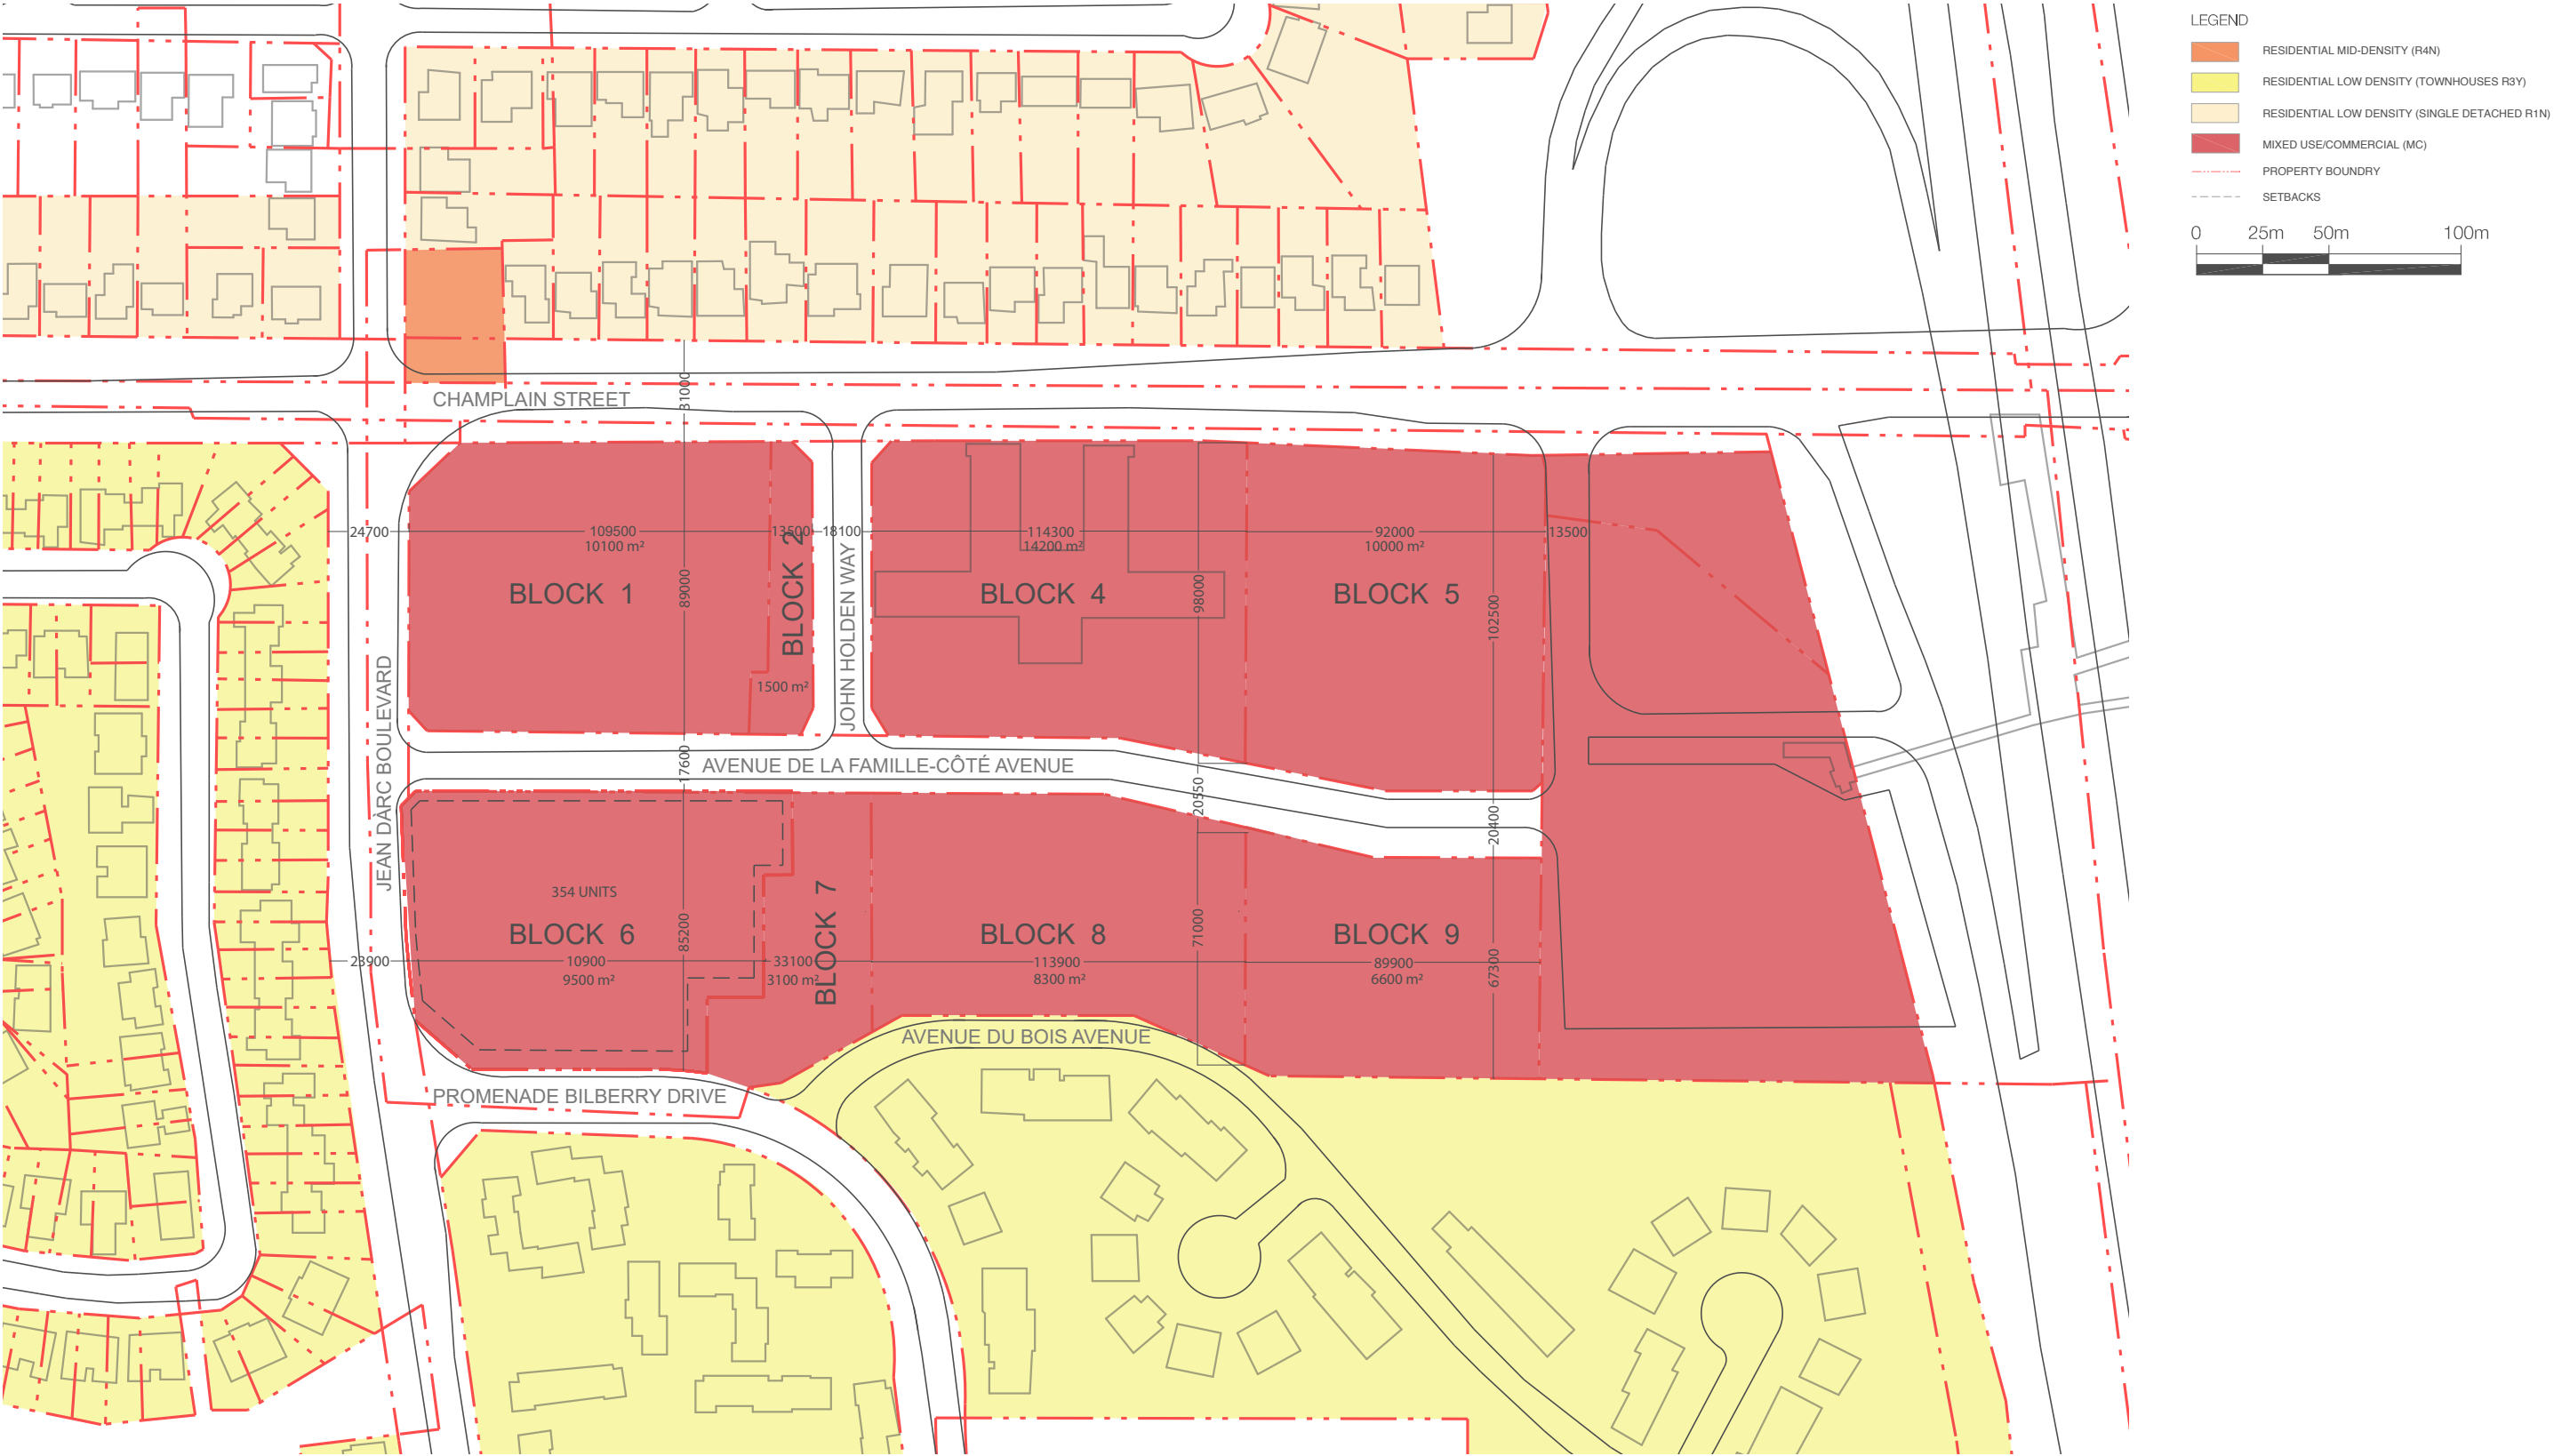 LEGEND
RESIDENTIAL MID-DENSITY (R4N)
RESIDENTIAL LOW DENSITY (TOWNHOUSES R3Y)
RESIDENTIAL LOW DENSITY (SINGLE DETACHED R1N)
MIXED USE/COMMERCIAL (MC)
PROPERTY BOUNDRY
SETBACKS
0 25m 50m 100m
31000
CHAMPLAIN STREET
24700
109500
10100 m²
13500
18100
114300
14200 m²
92000
10000 m²
13500
BLOCK 1
89000
BLOCK 2
1500 m²
JOHN HOLDEN WAY
BLOCK 4
98000
BLOCK 5
102500
JEAN DÁRC BOULEVARD
17600
AVENUE DE LA FAMILLE-CÔTÉ AVENUE
20550
20400
354 UNITS
BLOCK 6
85200
BLOCK 7
BLOCK 8
71000
BLOCK 9
67300
23900
10900
9500 m²
33100
3100 m²
113900
8300 m²
89900
6600 m²
AVENUE DU BOIS AVENUE
PROMENADE BILBERRY DRIVE